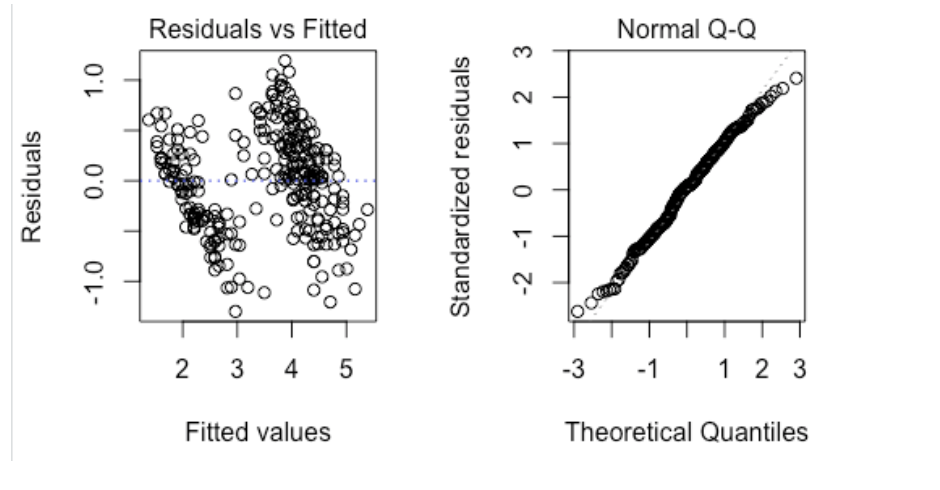 Residuals vs Fitted
Residuals
1.0
0.0
-1.0
2 3 4 5
Fitted values
Normal Q-Q
Standardized residuals
3
2
1
0
-1
-2
-3 -1 1 2 3
Theoretical Quantiles